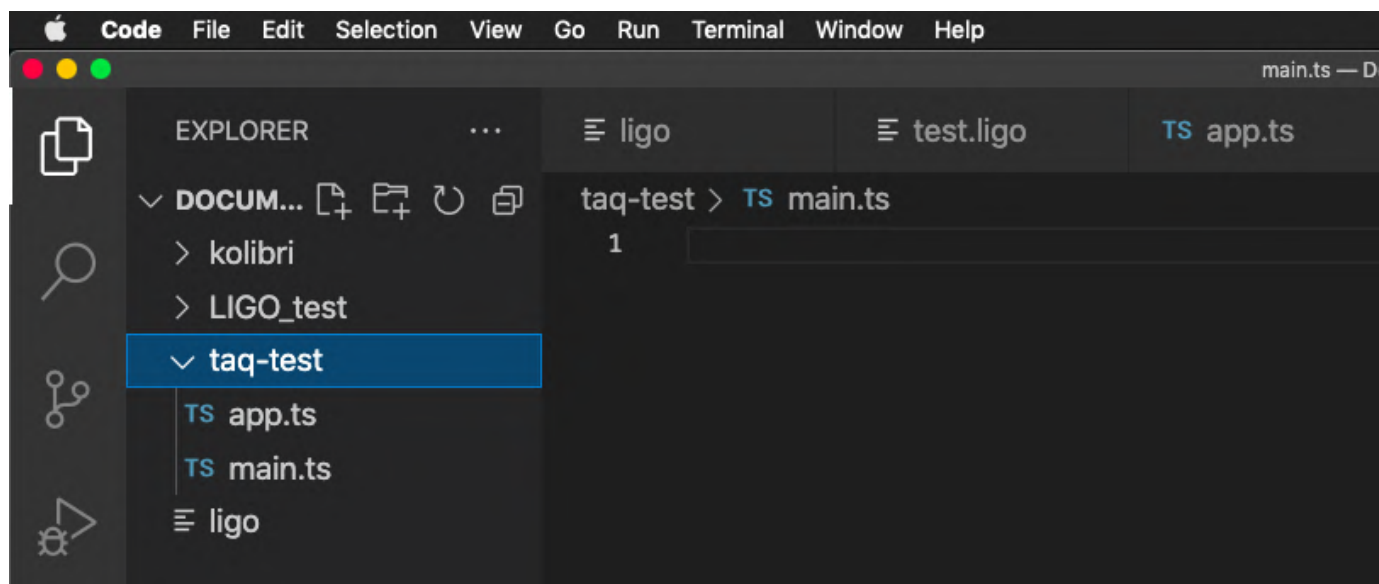 Code File Edit Selection View Go Run Terminal Window Help
main.ts — D
EXPLORER ...
ligo
test.ligo
TS app.ts
DOCUM...
taq-test > TS main.ts
1
> kolibri
> LIGO_test
taq-test
TS app.ts
TS main.ts
ligo